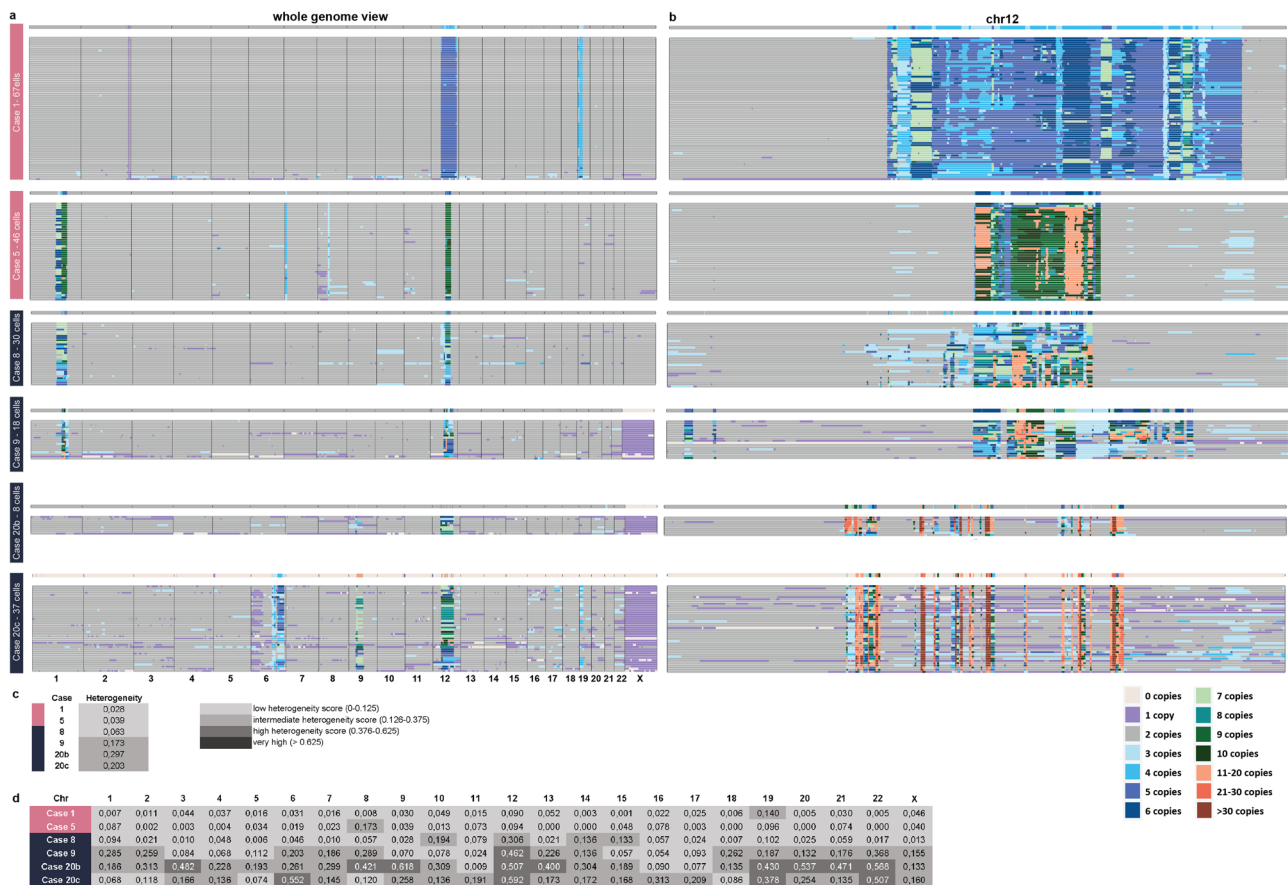 a
whole genome view
b
chr12
Case 1- 67ells
Case 5 - 46 cells
Case 8 - 30 cells
Case 9 - 18 cells
Case 20b - 8 cells
Case 20c - 37 cells
1 2 3 4 5 6 7 8 9 10 11 12 13 14 15 16 17 18 19 20 21 22 X
c
Case Heterogeneity
1 0,028
5 0,039
8 0,063
9 0,173
20b 0,297
20c 0,203
low heterogeneity score (0-0.125)
intermediate heterogeneity score (0.126-0.375)
high heterogeneity score (0.376-0.625)
very high (> 0.625)
0 copies
1 copy
2 copies
3 copies
4 copies
5 copies
6 copies
7 copies
8 copies
9 copies
10 copies
11-20 copies
21-30 copies
>30 copies
d
Chr 1 2 3 4 5 6 7 8 9 10 11 12 13 14 15 16 17 18 19 20 21 22 X
Case 1 0,007 0,011 0,044 0,037 0,016 0,031 0,016 0,008 0,030 0,049 0,015 0,090 0,052 0,003 0,001 0,022 0,025 0,006 0,140 0,005 0,030 0,005 0,046
Case 5 0,087 0,002 0,003 0,004 0,034 0,019 0,023 0,173 0,039 0,013 0,073 0,094 0,000 0,000 0,048 0,078 0,003 0,000 0,096 0,000 0,074 0,000 0,040
Case 8 0,094 0,021 0,010 0,048 0,006 0,046 0,010 0,057 0,028 0,194 0,079 0,306 0,021 0,136 0,133 0,057 0,024 0,007 0,102 0,025 0,017 0,022 0,013
Case 9 0,285 0,259 0,084 0,068 0,112 0,203 0,186 0,289 0,070 0,078 0,024 0,462 0,226 0,136 0,057 0,054 0,093 0,262 0,187 0,132 0,176 0,368 0,155
Case 20b 0,186 0,313 0,482 0,228 0,193 0,261 0,295 0,421 0,618 0,309 0,009 0,507 0,400 0,304 0,189 0,090 0,077 0,135 0,430 0,537 0,471 0,568 0,133
Case 20c 0,068 0,118 0,166 0,136 0,074 0,552 0,145 0,120 0,258 0,136 0,191 0,592 0,173 0,172 0,168 0,313 0,209 0,086 0,378 0,254 0,135 0,507 0,160